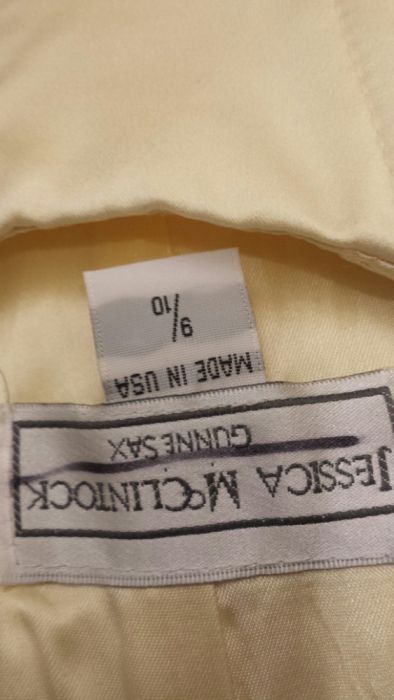 JESSICA McCLINTOCK
GUNNE SAX
MADE IN USA
9/10